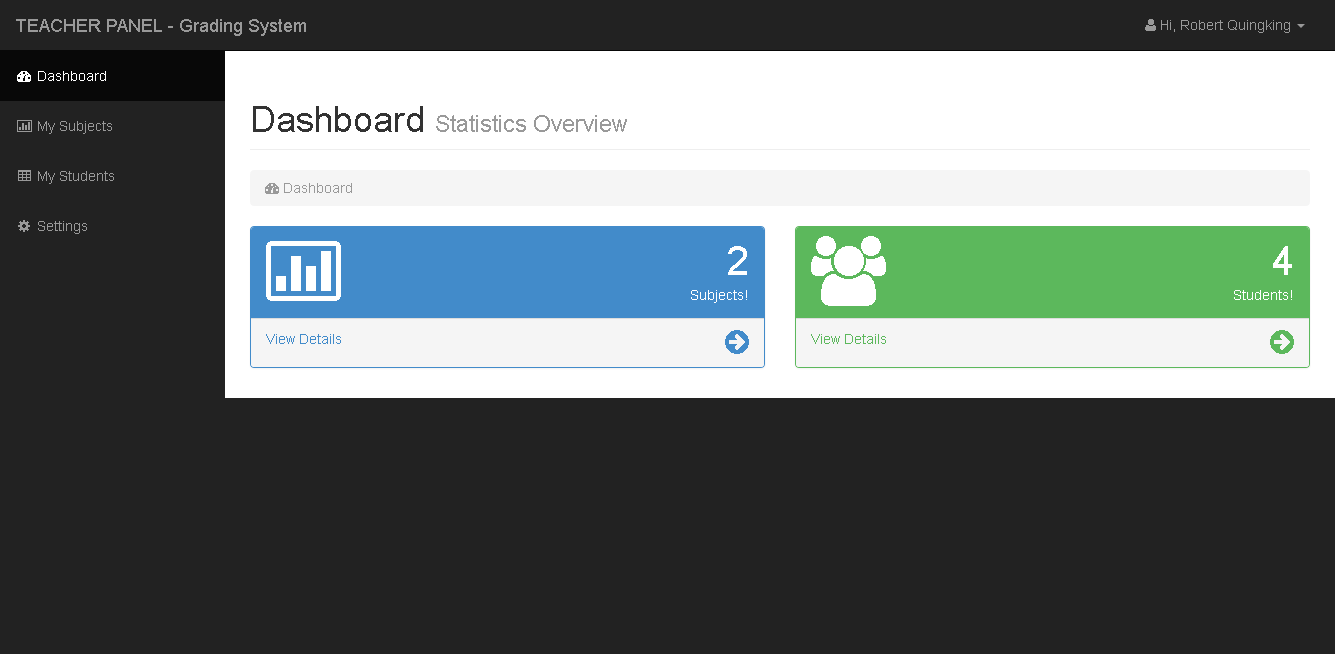 TEACHER PANEL - Grading System
Hi, Robert Quingking
Dashboard
My Subjects
My Students
Settings
Dashboard Statistics Overview
Dashboard
2
Subjects!
View Details
4
Students!
View Details